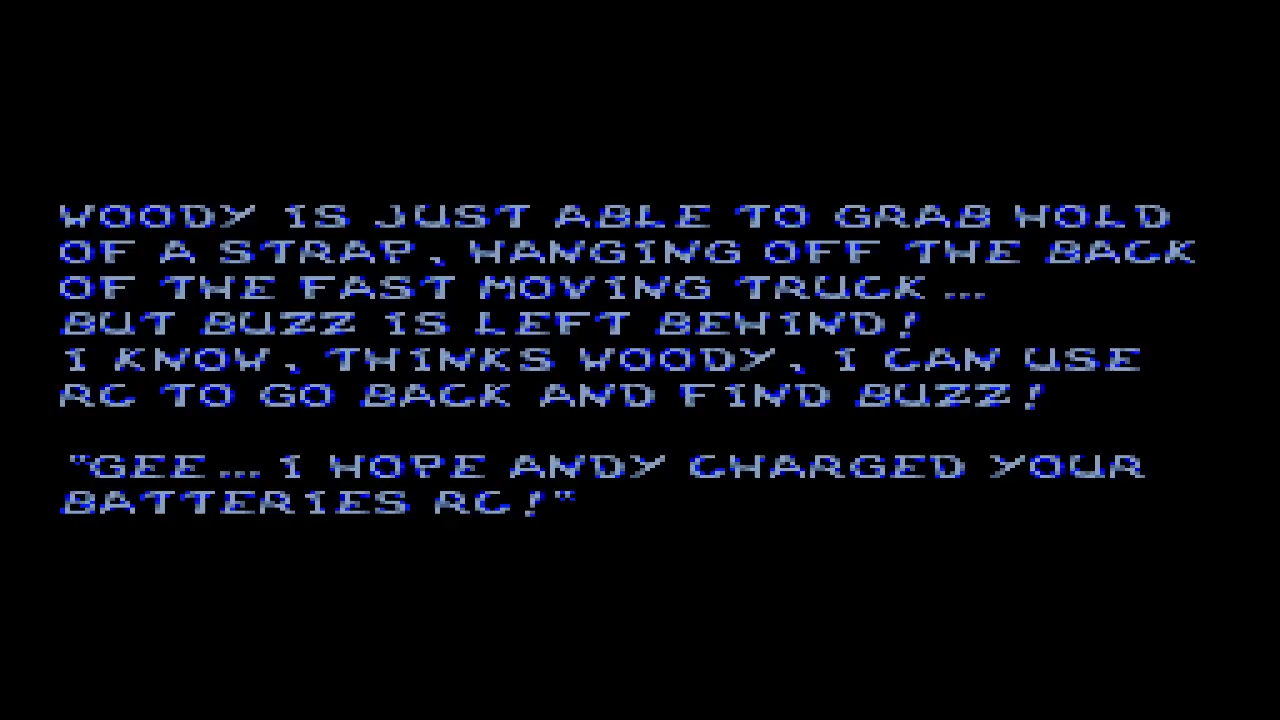 WOODY IS JUST ABLE TO GRAB HOLD
OF A STRAP, HANGING OFF THE BACK
OF THE FAST MOVING TRUCK...
BUT BUZZ IS LEFT BEHIND!
I KNOW, THINKS WOODY, I CAN USE
RC TO GO BACK AND FIND BUZZ!
"GEE... I HOPE ANDY CHARGED YOUR
BATTERIES RC!"